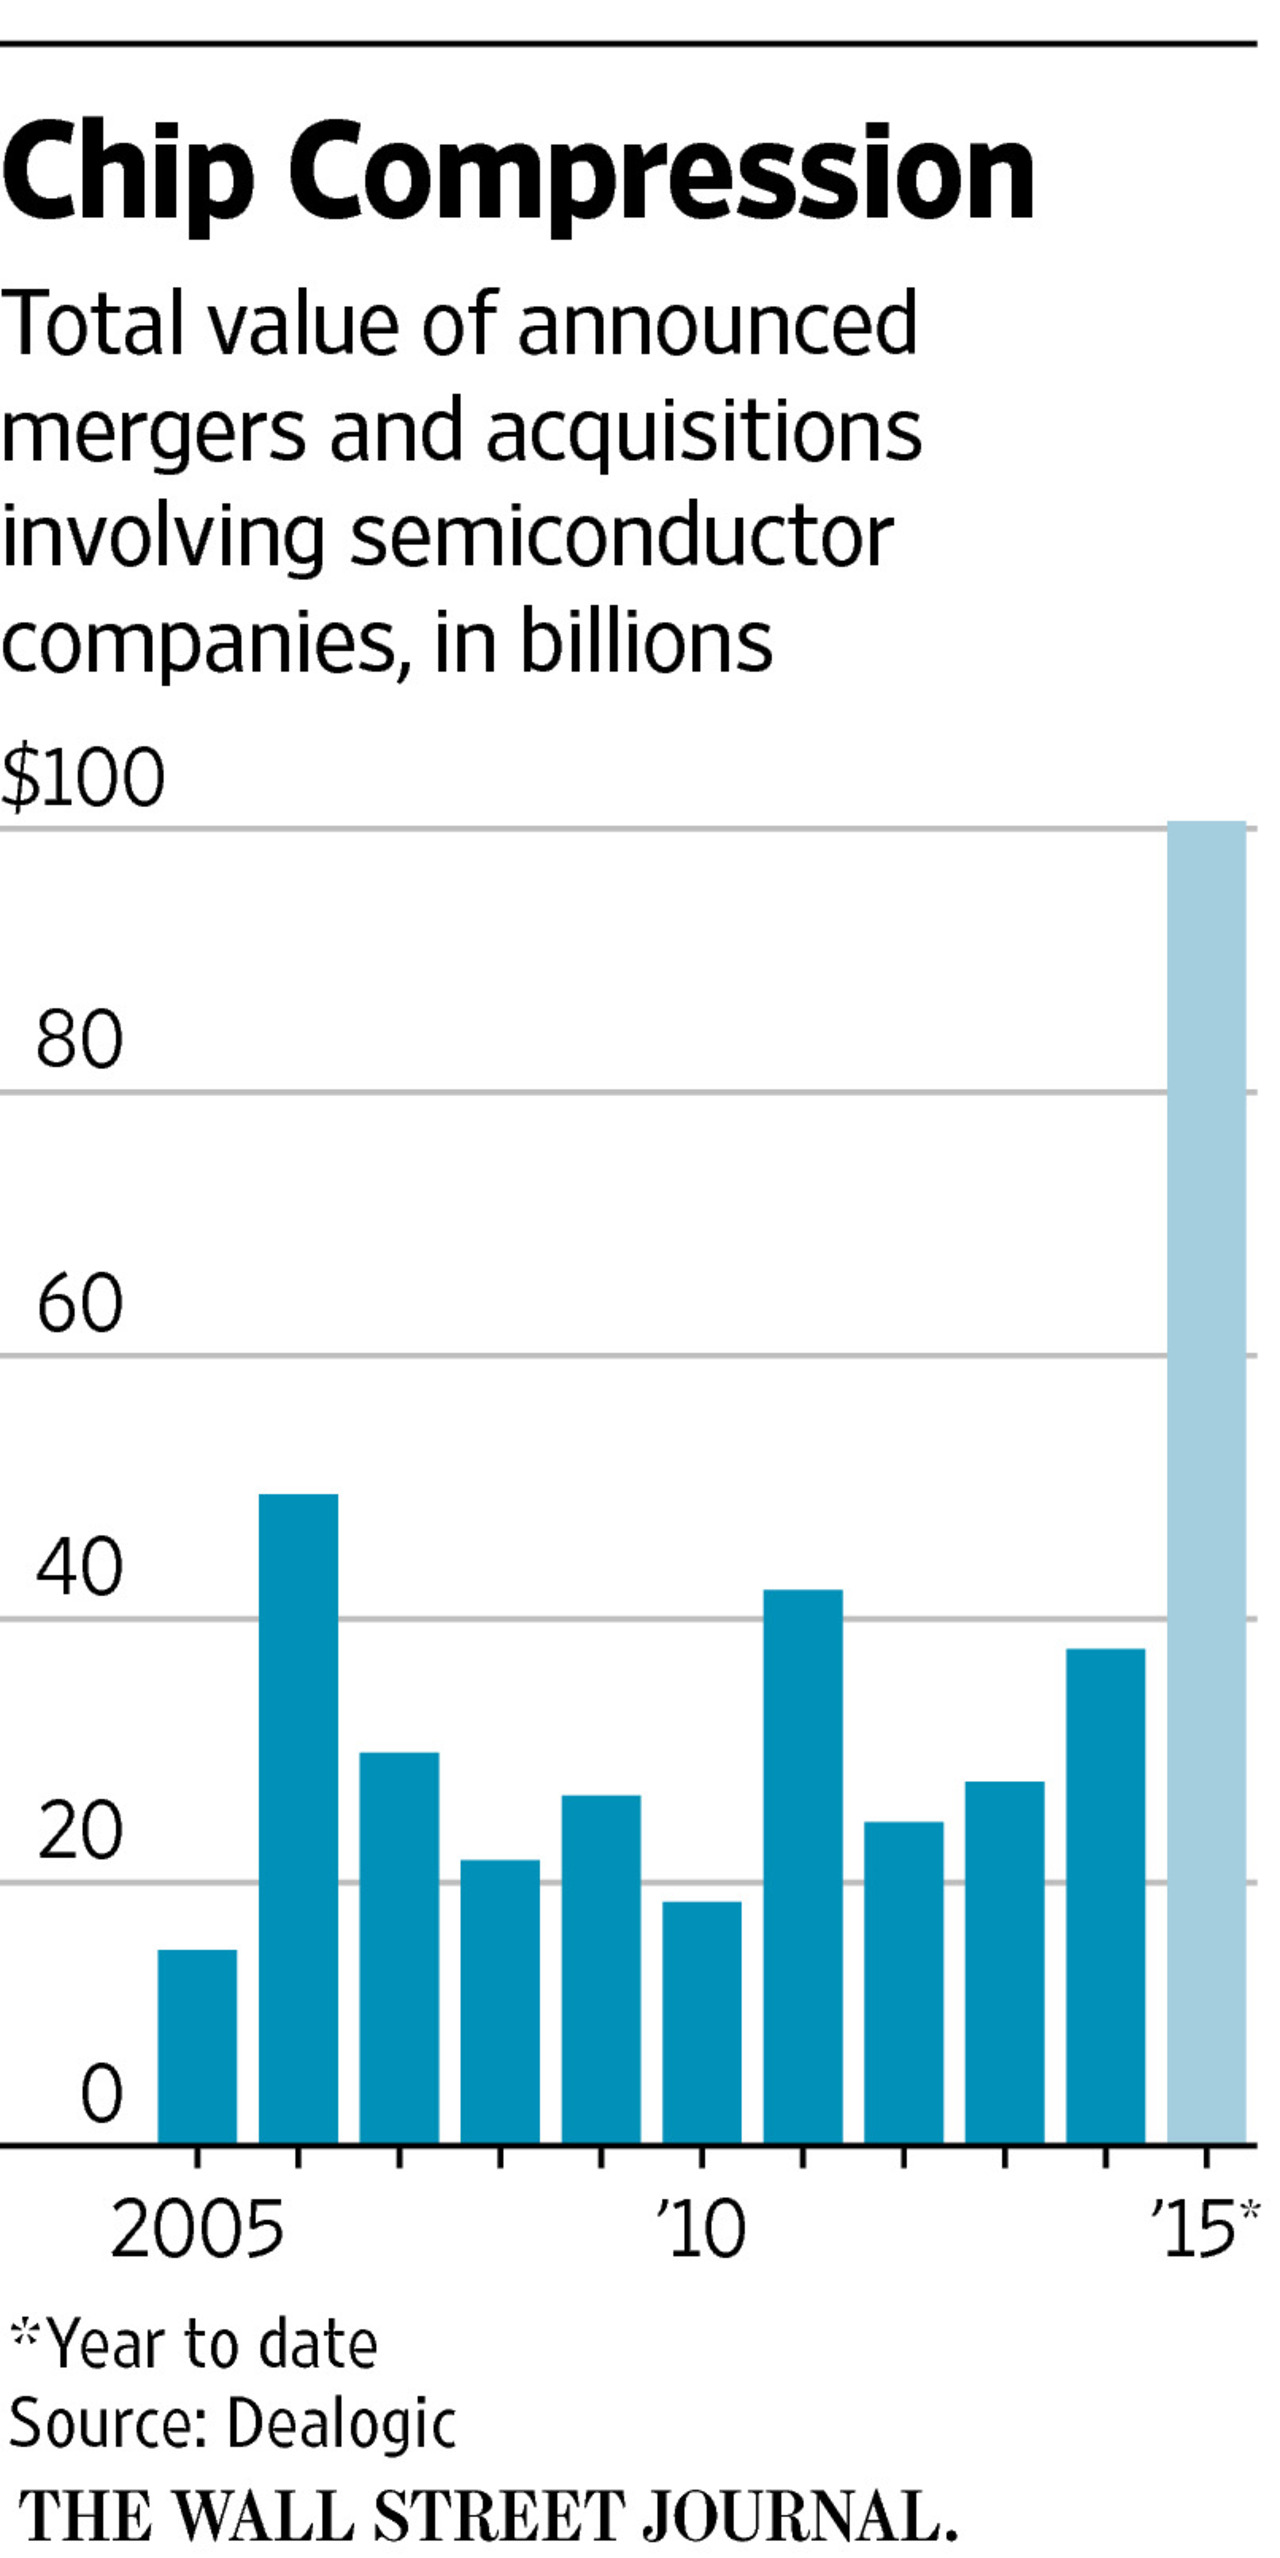 Chip Compression
Total value of announced
mergers and acquisitions
involving semiconductor
companies, in billions
$100
80
60
40
20
0
2005 ’10 ’15*
*Year to date
Source: Dealogic
THE WALL STREET JOURNAL.